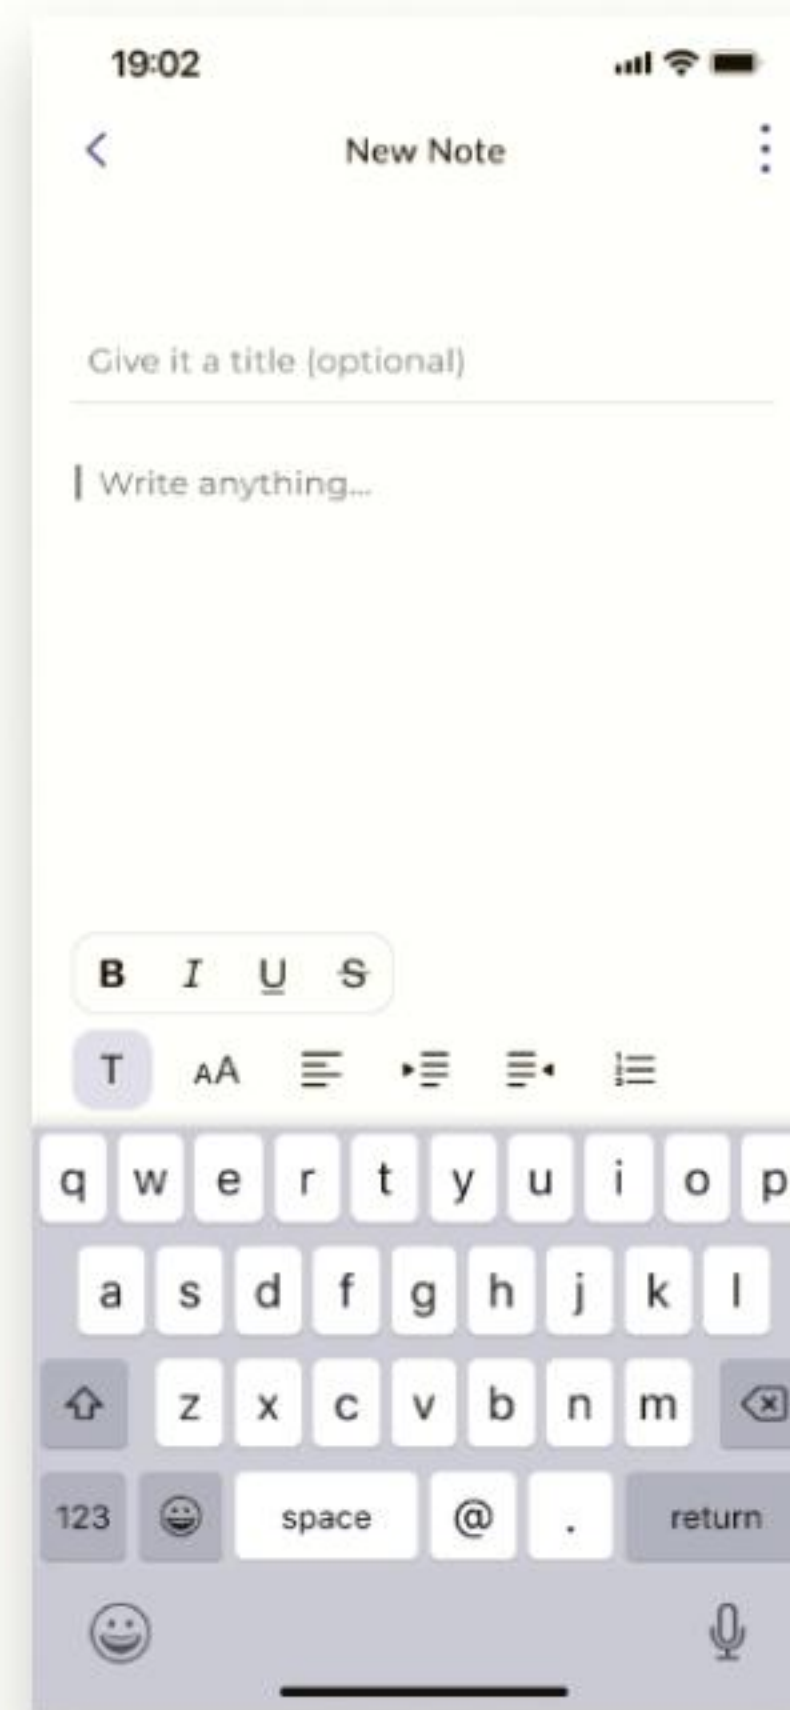 19:02
New Note
Give it a title (optional)
Write anything...
B I U S
T AA
q w e r t y u i o p
a s d f g h j k l
z x c v b n m
123 space @ . return